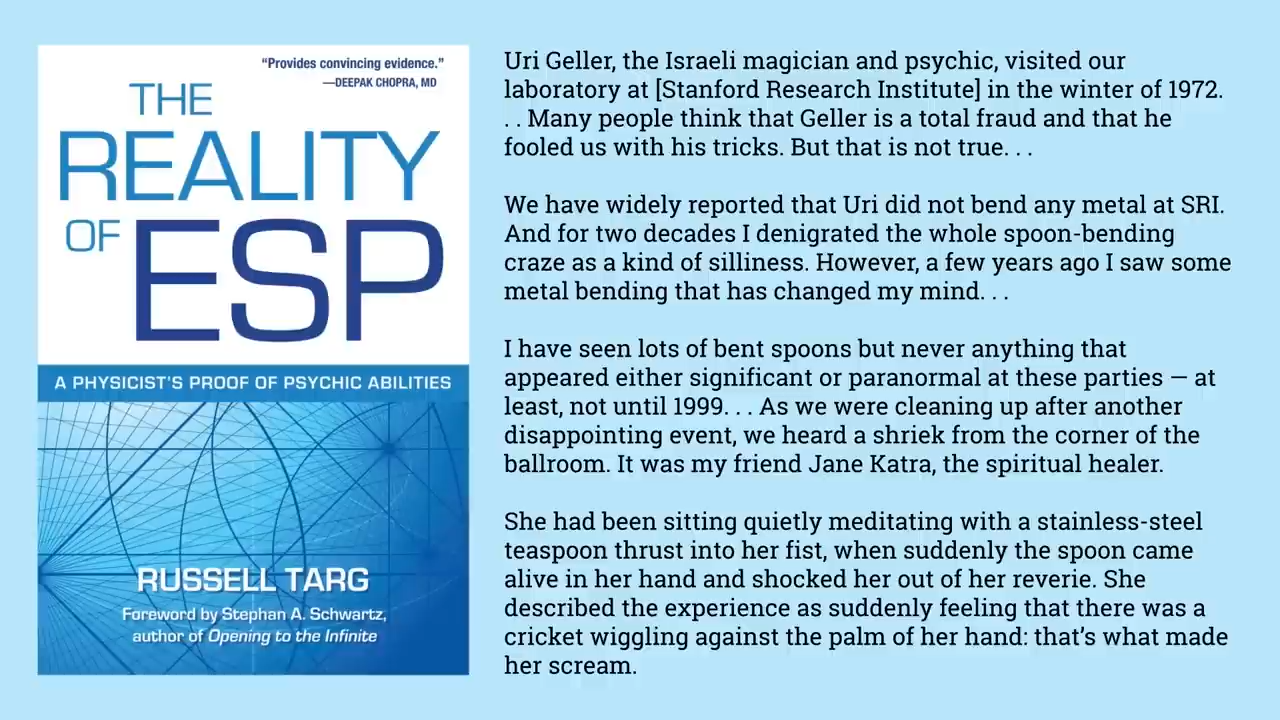 “Provides convincing evidence.”
—DEEPAK CHOPRA, MD
THE
REALITY
OF ESP
A PHYSICIST'S PROOF OF PSYCHIC ABILITIES
RUSSELL TARG
Foreword by Stephan A. Schwartz,
author of Opening to the Infinite
Uri Geller, the Israeli magician and psychic, visited our
laboratory at [Stanford Research Institute] in the winter of 1972.
. . Many people think that Geller is a total fraud and that he
fooled us with his tricks. But that is not true. . .
We have widely reported that Uri did not bend any metal at SRI.
And for two decades I denigrated the whole spoon-bending
craze as a kind of silliness. However, a few years ago I saw some
metal bending that has changed my mind. . .
I have seen lots of bent spoons but never anything that
appeared either significant or paranormal at these parties — at
least, not until 1999. . . As we were cleaning up after another
disappointing event, we heard a shriek from the corner of the
ballroom. It was my friend Jane Katra, the spiritual healer.
She had been sitting quietly meditating with a stainless-steel
teaspoon thrust into her fist, when suddenly the spoon came
alive in her hand and shocked her out of her reverie. She
described the experience as suddenly feeling that there was a
cricket wiggling against the palm of her hand: that’s what made
her scream.